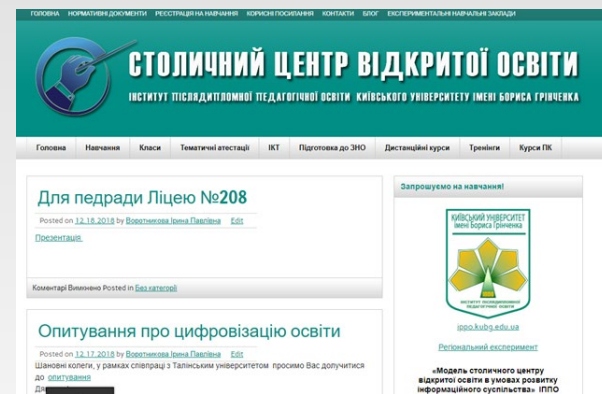 ГОЛОВНА НОРМАТИВНІ ДОКУМЕНТИ РЕЄСТРАЦІЯ НА НАВЧАННЯ КОРИСНІ ПОСИЛАННЯ КОНТАКТИ БЛОГ ЕКСПЕРИМЕНТАЛЬНІ НАВЧАЛЬНІ ЗАКЛАДИ
СТОЛИЧНИЙ ЦЕНТР ВІДКРИТОЇ ОСВІТИ
ІНСТИТУТ ПІСЛЯДИПЛОМНОЇ ПЕДАГОГІЧНОЇ ОСВІТИ КИЇВСЬКОГО УНІВЕРСИТЕТУ ІМЕНІ БОРИСА ГРІНЧЕНКА
Головна Навчання Класи Тематичні атестації ІКТ Підготовка до ЗНО Дистанційні курси Тренінги Курси ПК
Для педради Ліцею №208
Posted on 12.18.2018 by Воротникова Ірина Павлівна Edit
Презентація
Коментарі Вимкнено Posted in Без категорії
Опитування про цифровізацію освіти
Posted on 12.17.2018 by Воротникова Ірина Павлівна Edit
Шановні колеги, у рамках співпраці з Талінським університетом просимо Вас долучитися
до опитування
Запрошуємо на навчання!
КИЇВСЬКИЙ УНІВЕРСИТЕТ
імені Бориса Грінченка
ІНСТИТУТ ПІСЛЯДИПЛОМНОЇ
ПЕДАГОГІЧНОЇ ОСВІТИ
ippo.kubg.edu.ua
Регіональний експеримент
«Модель столичного центру
відкритої освіти в умовах розвитку
інформаційного суспільства» ІППО